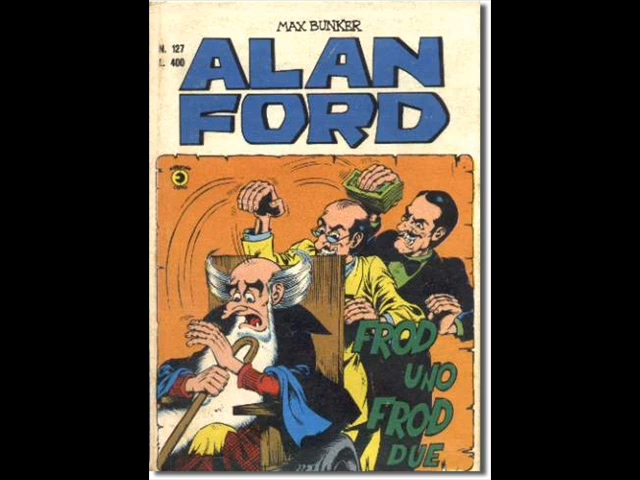 MAX BUNKER
N. 127
L. 400
ALAN
FORD
FROD
UNO
FROD
DUE